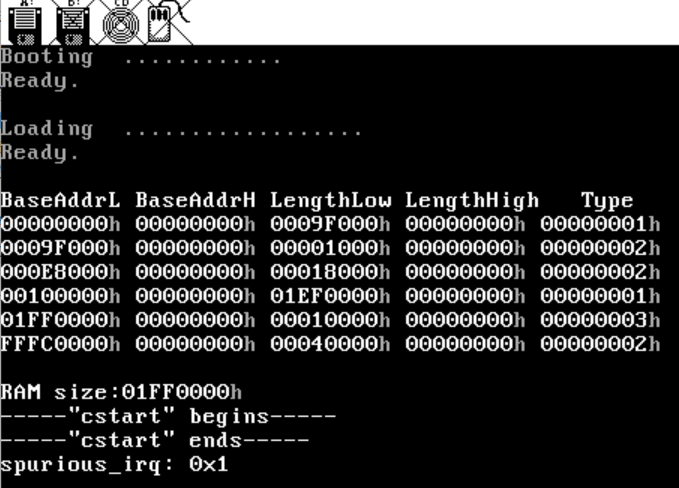 A: B: CD
Booting ............
Ready.
Loading ..................
Ready.
BaseAddrL BaseAddrH LengthLow LengthHigh Type
00000000h 00000000h 0009F000h 00000000h 00000001h
0009F000h 00000000h 00001000h 00000000h 00000002h
000E8000h 00000000h 00018000h 00000000h 00000002h
00100000h 00000000h 01EF0000h 00000000h 00000001h
01FF0000h 00000000h 00010000h 00000000h 00000003h
FFFC0000h 00000000h 00040000h 00000000h 00000002h
RAM size:01FF0000h
-----"cstart" begins-----
-----"cstart" ends-----
spurious_irq: 0x1